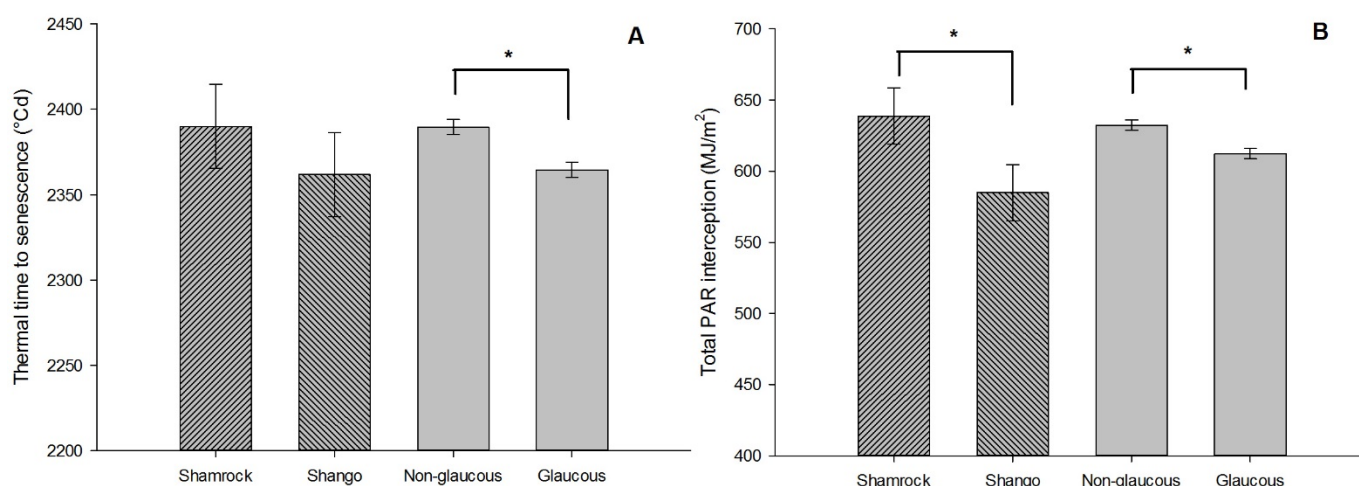 A
Thermal time to senescence (°Cd)
2450
2400
2350
2300
2250
2200
*
Shamrock
Shango
Non-glaucous
Glaucous
B
Total PAR interception (MJ/m²)
700
650
600
550
500
450
400
*
*
Shamrock
Shango
Non-glaucous
Glaucous